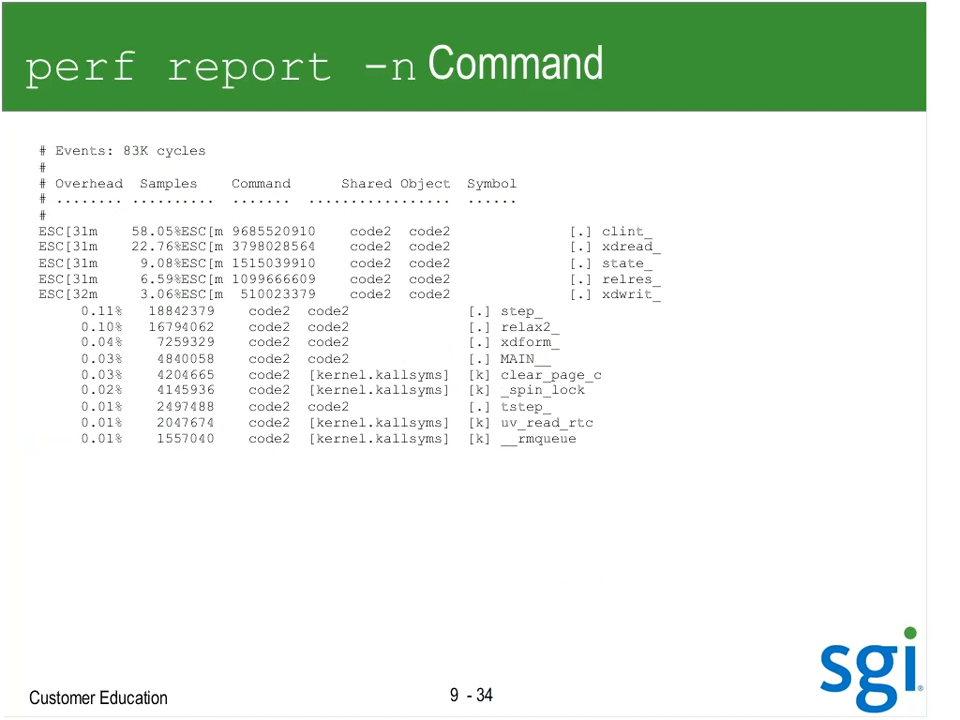 perf report -n Command
# Events: 83K cycles
#
# Overhead  Samples    Command      Shared Object  Symbol
# ........ ..........  .......  .................  ......
#
ESC[31m    58.05%ESC[m 9685520910    code2  code2              [.] clint_
ESC[31m    22.76%ESC[m 3798028564    code2  code2              [.] xdread_
ESC[31m     9.08%ESC[m 1515039910    code2  code2              [.] state_
ESC[31m     6.59%ESC[m 1099666609    code2  code2              [.] relres_
ESC[32m     3.06%ESC[m  510023379    code2  code2              [.] xdwrit_
     0.11%   18842379    code2  code2              [.] step_
     0.10%   16794062    code2  code2              [.] relax2_
     0.04%    7259329    code2  code2              [.] xdform_
     0.03%    4840058    code2  code2              [.] MAIN__
     0.03%    4204665    code2  [kernel.kallsyms]  [k] clear_page_c
     0.02%    4145936    code2  [kernel.kallsyms]  [k] _spin_lock
     0.01%    2497488    code2  code2              [.] tstep_
     0.01%    2047674    code2  [kernel.kallsyms]  [k] uv_read_rtc
     0.01%    1557040    code2  [kernel.kallsyms]  [k] __rmqueue
sgi®
Customer Education
9 - 34